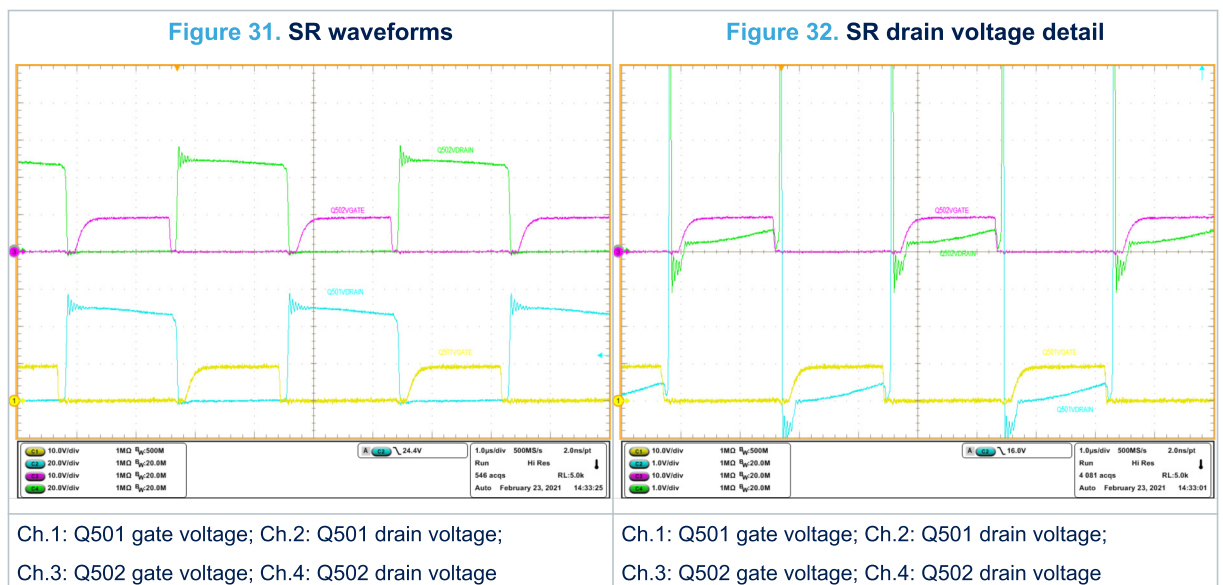 Figure 31. SR waveforms
Q502VDRAIN
Q502VGATE
Q501VDRAIN
Q501VGATE
3
1
C1 10.0V/div 1MΩ BW:500M
C2 20.0V/div 1MΩ BW:20.0M
C3 10.0V/div 1MΩ BW:20.0M
C4 20.0V/div 1MΩ BW:20.0M
A C2 24.4V
1.0μs/div 500MS/s 2.0ns/pt
Run Hi Res
546 acqs RL:5.0k
Auto February 23, 2021 14:33:25
Ch.1: Q501 gate voltage; Ch.2: Q501 drain voltage;
Ch.3: Q502 gate voltage; Ch.4: Q502 drain voltage
Figure 32. SR drain voltage detail
Q502VGATE
Q502VDRAIN
Q501VGATE
Q501VDRAIN
3
1
C1 10.0V/div 1MΩ BW:500M
C2 1.0V/div 1MΩ BW:20.0M
C3 10.0V/div 1MΩ BW:20.0M
C4 1.0V/div 1MΩ BW:20.0M
A C2 16.0V
1.0μs/div 500MS/s 2.0ns/pt
Run Hi Res
4 081 acqs RL:5.0k
Auto February 23, 2021 14:33:01
Ch.1: Q501 gate voltage; Ch.2: Q501 drain voltage;
Ch.3: Q502 gate voltage; Ch.4: Q502 drain voltage